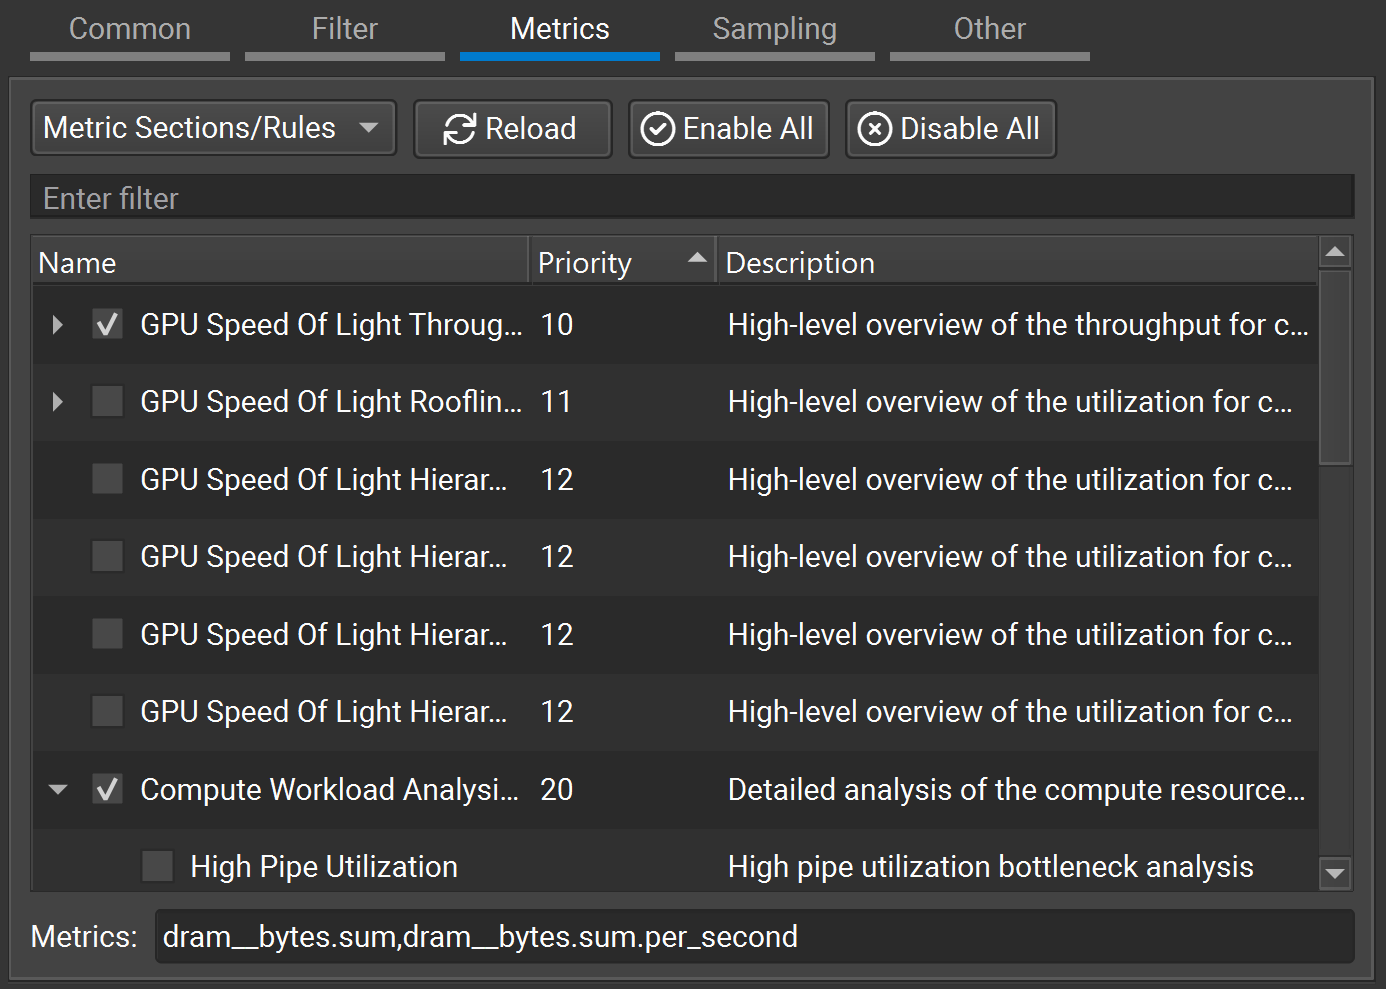 Common Filter Metrics Sampling Other
Metric Sections/Rules Reload Enable All Disable All
Enter filter
Name Priority Description
GPU Speed Of Light Throug... 10 High-level overview of the throughput for c...
GPU Speed Of Light Rooflin... 11 High-level overview of the utilization for c...
GPU Speed Of Light Hierar... 12 High-level overview of the utilization for c...
GPU Speed Of Light Hierar... 12 High-level overview of the utilization for c...
GPU Speed Of Light Hierar... 12 High-level overview of the utilization for c...
GPU Speed Of Light Hierar... 12 High-level overview of the utilization for c...
Compute Workload Analysi... 20 Detailed analysis of the compute resource...
High Pipe Utilization High pipe utilization bottleneck analysis
Metrics: dram__bytes.sum,dram__bytes.sum.per_second